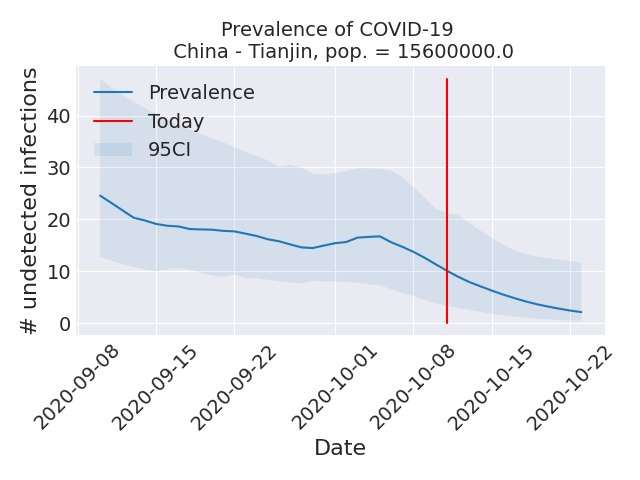 Prevalence of COVID-19
China - Tianjin, pop. = 15600000.0
# undetected infections
40
30
20
10
0
Prevalence
Today
95CI
2020-09-08
2020-09-15
2020-09-22
2020-10-01
2020-10-08
2020-10-15
2020-10-22
Date